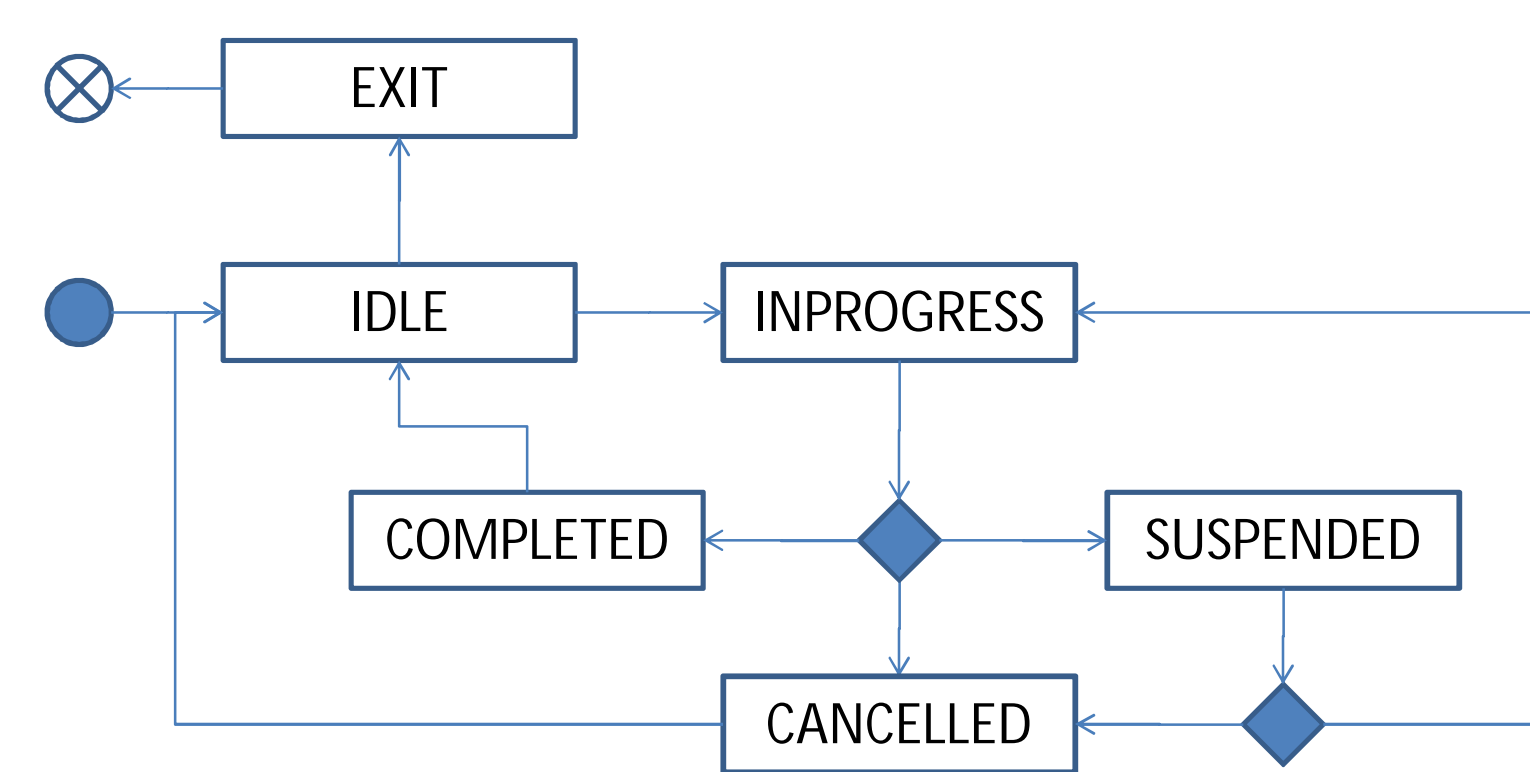 EXIT
IDLE
INPROGRESS
COMPLETED
SUSPENDED
CANCELLED